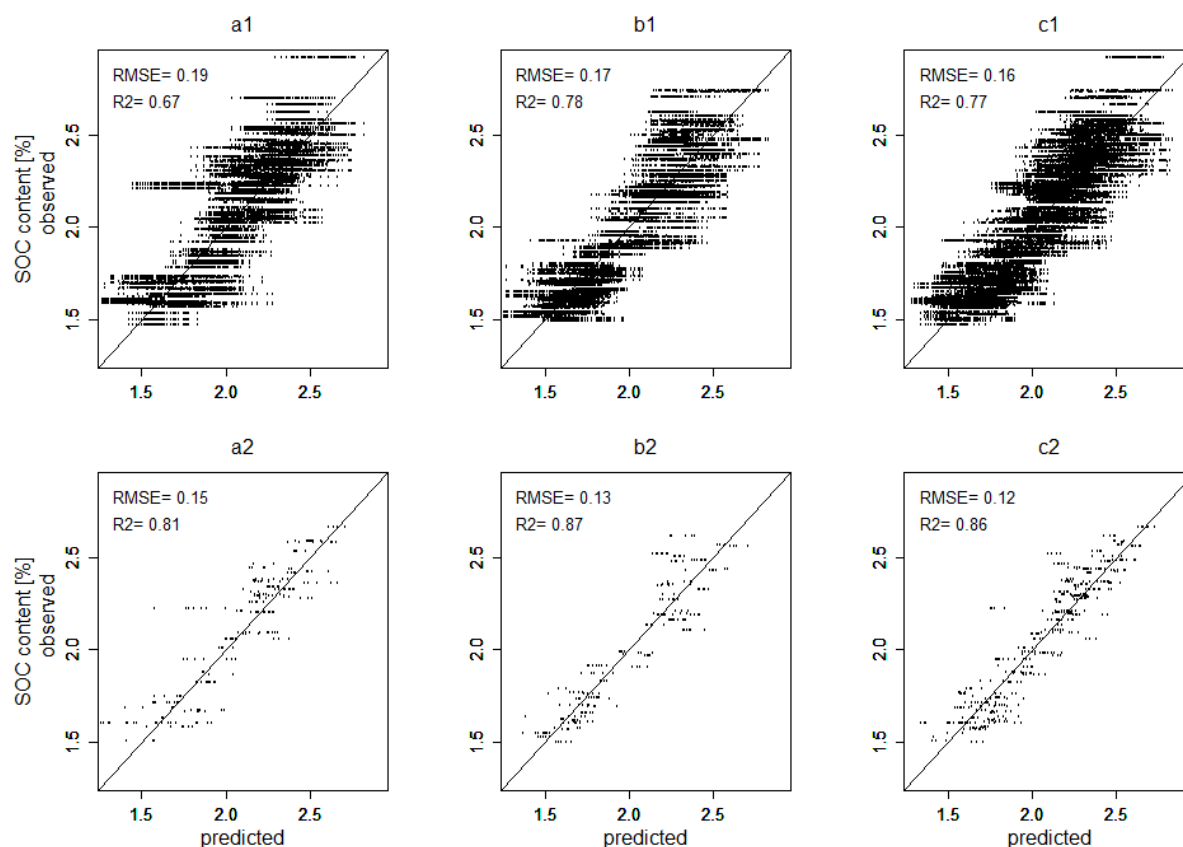 a1
b1
c1
RMSE= 0.19
R2= 0.67
RMSE= 0.17
R2= 0.78
RMSE= 0.16
R2= 0.77
SOC content [%]
observed
2.5
2.0
1.5
2.5
2.0
1.5
2.5
2.0
1.5
1.5 2.0 2.5
1.5 2.0 2.5
1.5 2.0 2.5
a2
b2
c2
RMSE= 0.15
R2= 0.81
RMSE= 0.13
R2= 0.87
RMSE= 0.12
R2= 0.86
SOC content [%]
observed
2.5
2.0
1.5
2.5
2.0
1.5
2.5
2.0
1.5
1.5 2.0 2.5
1.5 2.0 2.5
1.5 2.0 2.5
predicted
predicted
predicted